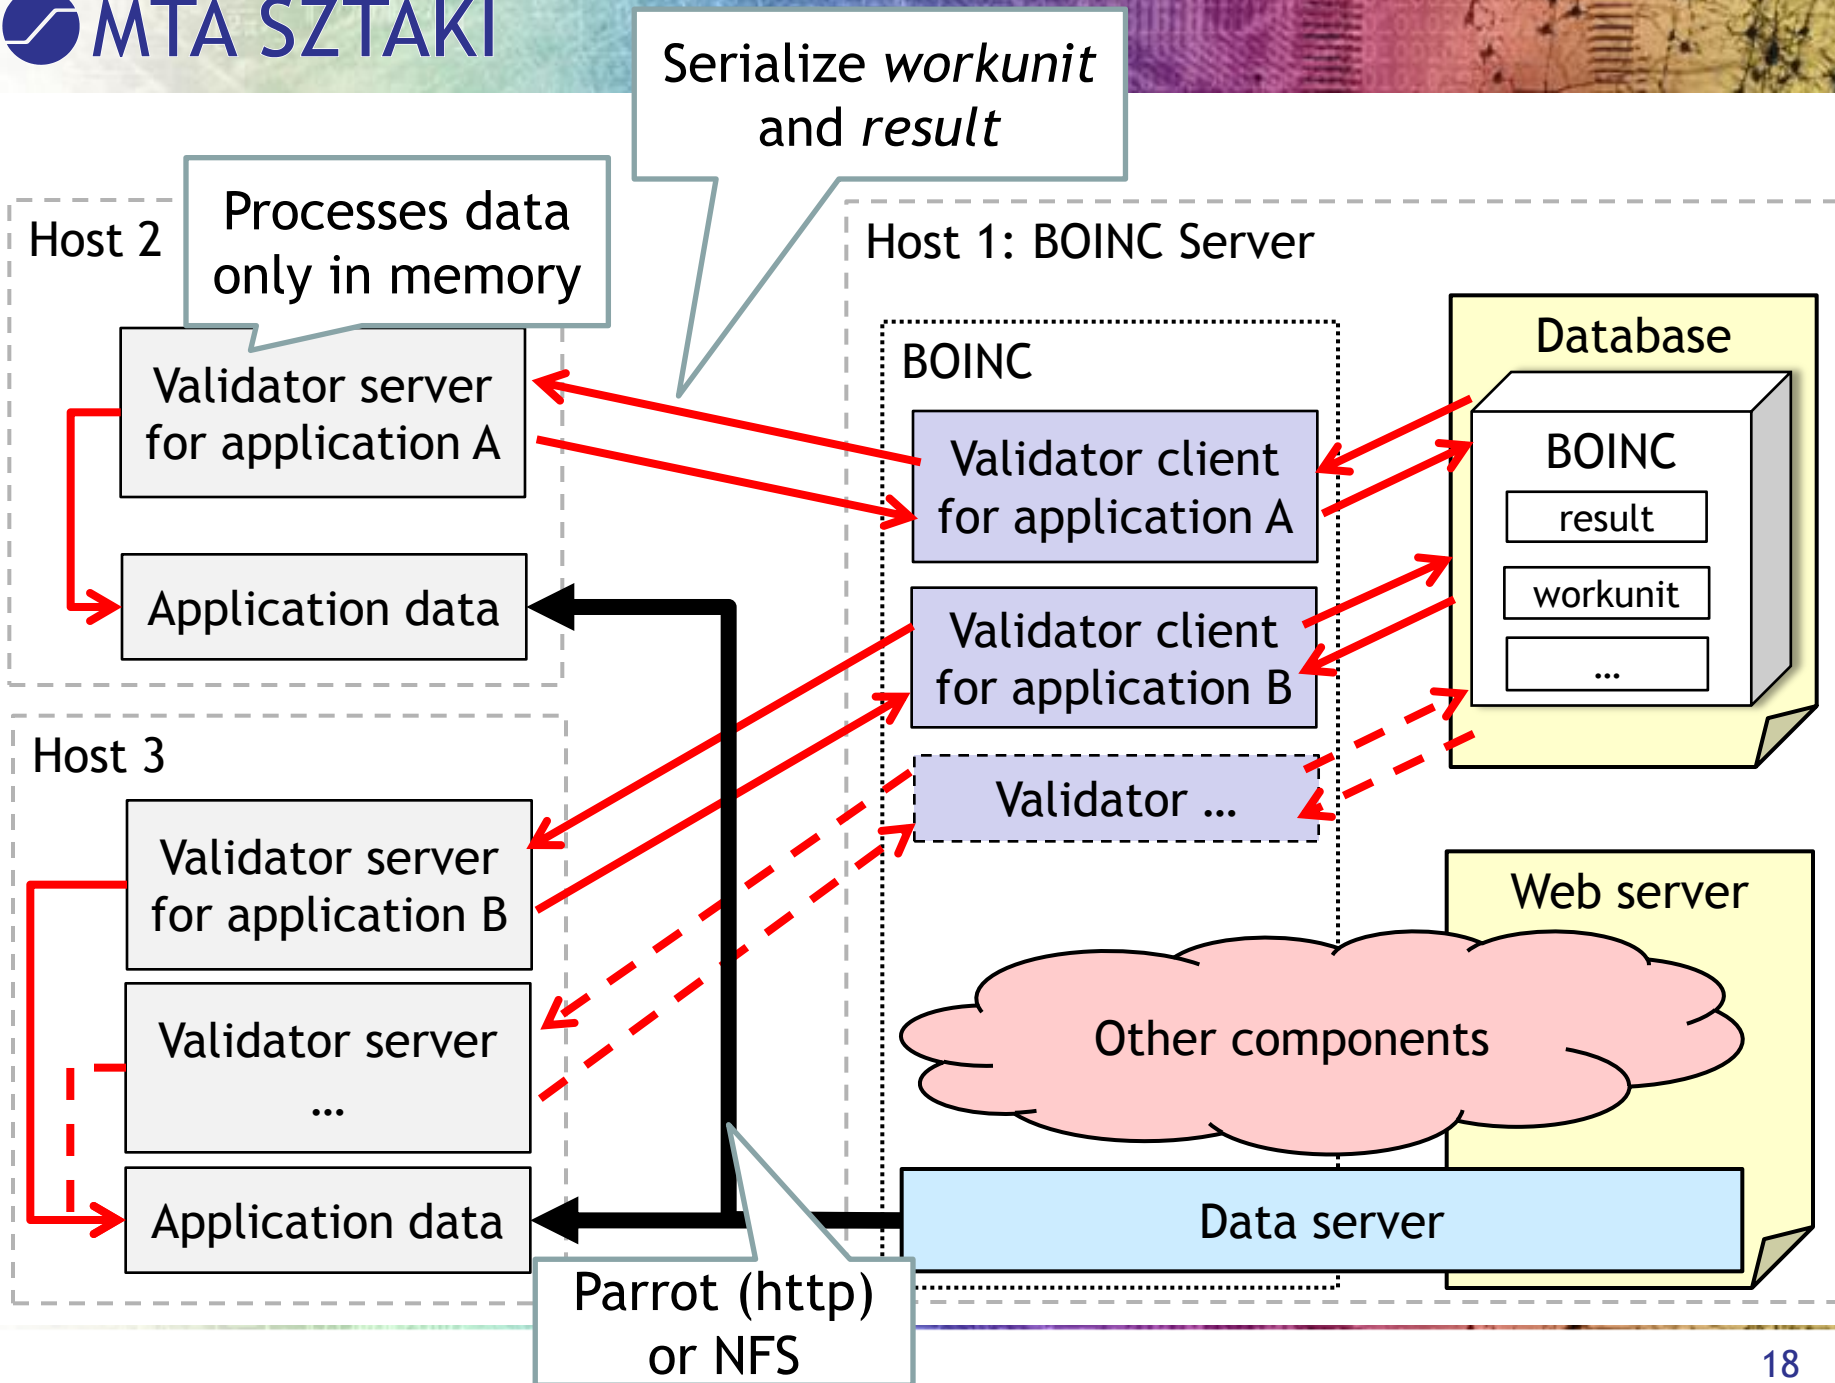 MTA SZTAKI
Serialize workunit
and result
Processes data
only in memory
Host 2
Validator server
for application A
Application data
Host 3
Validator server
for application B
Validator server
...
Application data
Parrot (http)
or NFS
Host 1: BOINC Server
BOINC
Validator client
for application A
Validator client
for application B
Validator ...
Database
BOINC
result
workunit
...
Web server
Other components
Data server
18